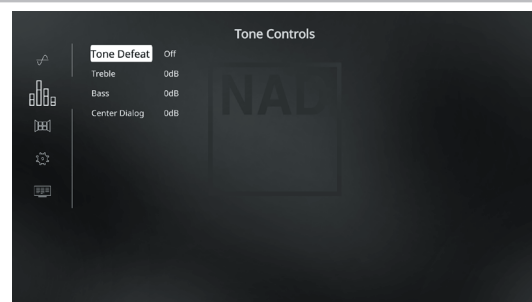 Tone Controls
Tone Defeat Off
Treble 0dB
Bass 0dB
Center Dialog 0dB
NAD